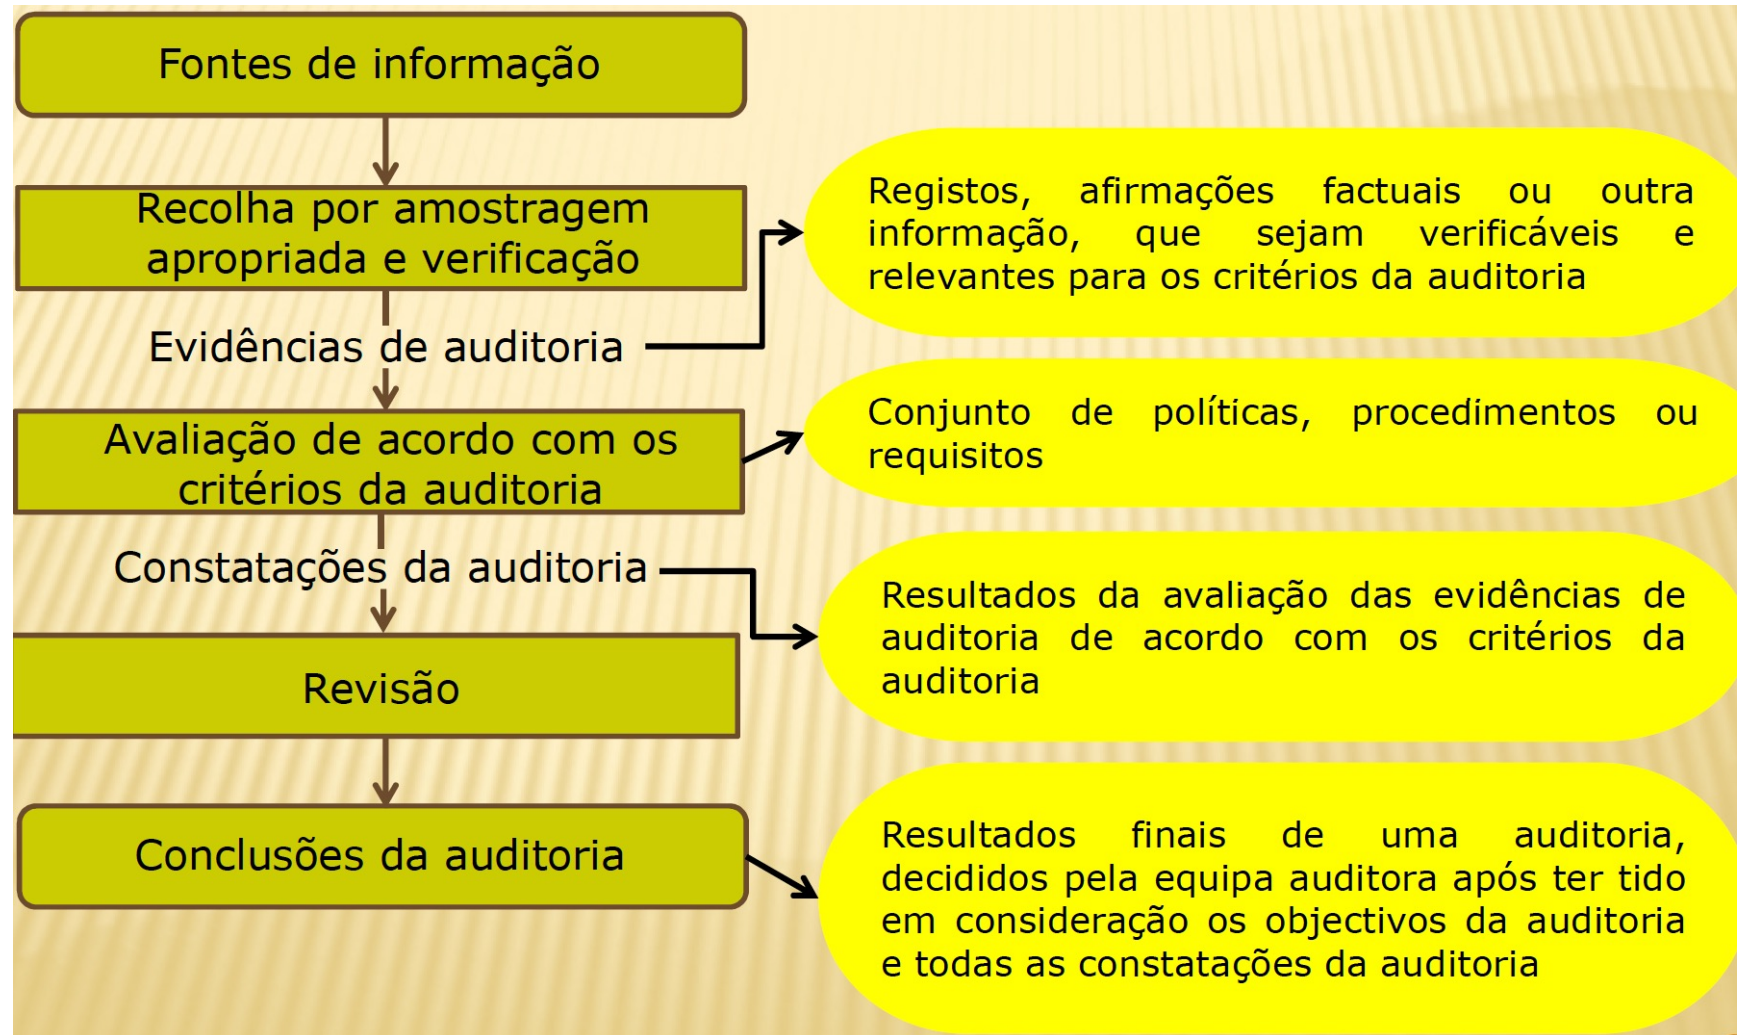 Fontes de informação
Recolha por amostragem
apropriada e verificação
Evidências de auditoria
Avaliação de acordo com os
critérios da auditoria
Constatações da auditoria
Revisão
Conclusões da auditoria
Registos, afirmações factuais ou outra
informação, que sejam verificáveis e
relevantes para os critérios da auditoria
Conjunto de políticas, procedimentos ou
requisitos
Resultados da avaliação das evidências de
auditoria de acordo com os critérios da
auditoria
Resultados finais de uma auditoria,
decididos pela equipa auditora após ter tido
em consideração os objectivos da auditoria
e todas as constatações da auditoria